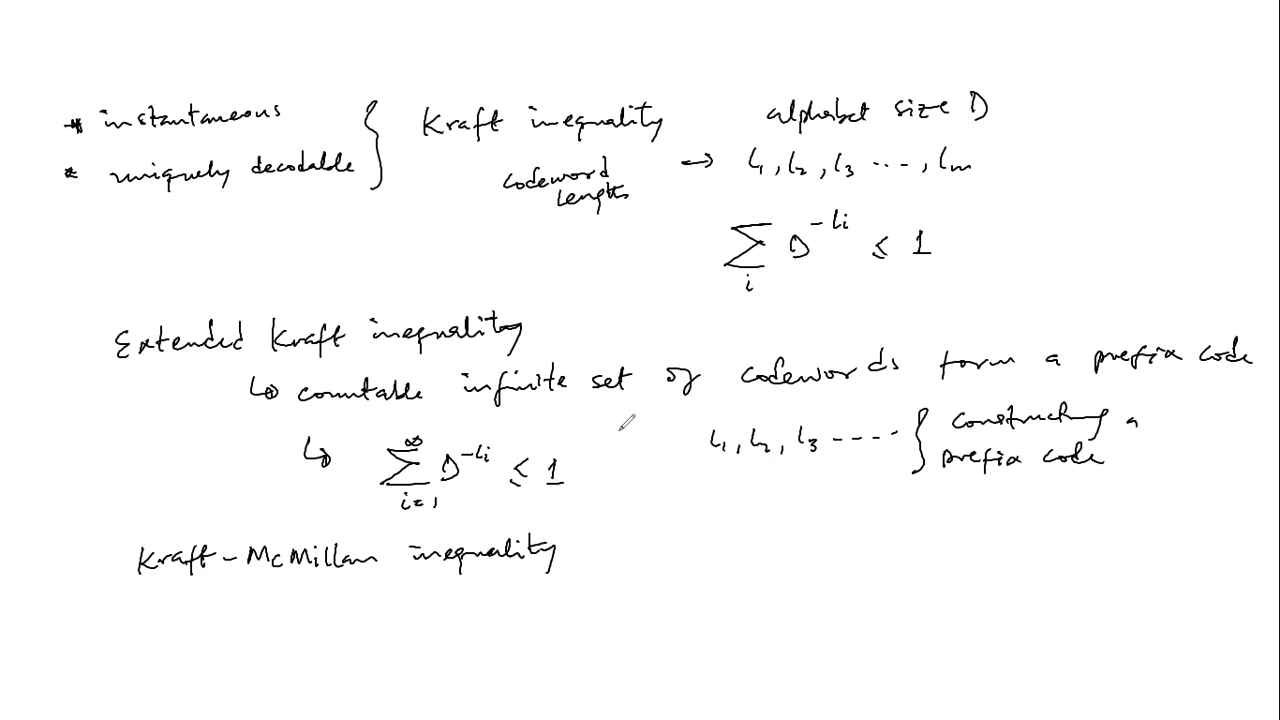 * instantaneous
* uniquely decodable } Kraft inequality
codeword lengths → l₁, l₂, l₃ ..., lm
alphabet size D
∑ᵢ D^{-li} ≤ 1
Extended Kraft inequality
↳ countable infinite set of codewords form a prefix code
↳ ∑_{i=1}^{∞} D^{-li} ≤ 1
l₁, l₂, l₃ ---- } constructing a
prefix code
Kraft-McMillan inequality